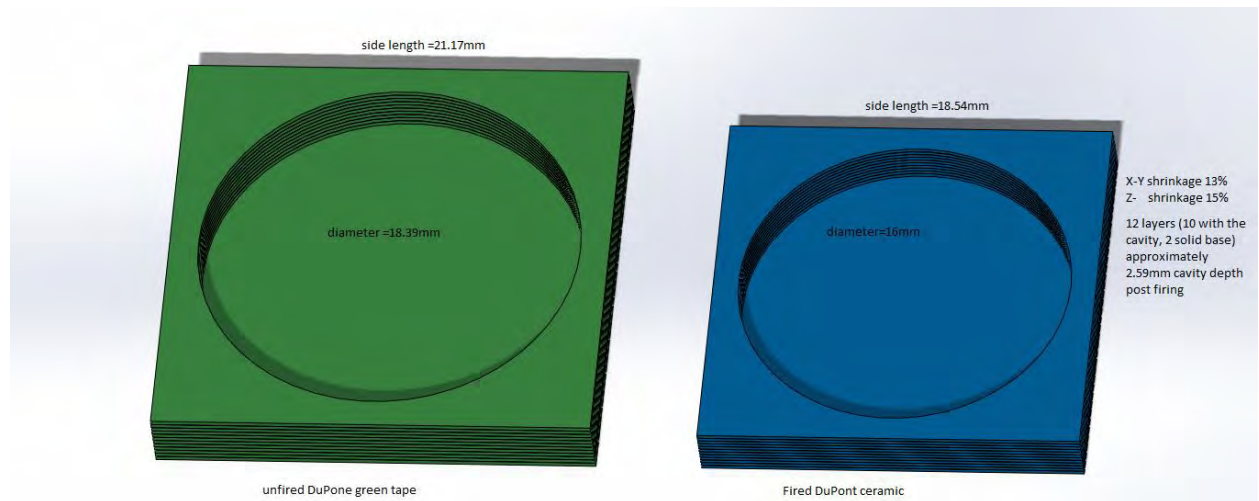 side length =21.17mm
diameter =18.39mm
unfired DuPone green tape
side length =18.54mm
diameter=16mm
Fired DuPont ceramic
X-Y shrinkage 13%
Z- shrinkage 15%
12 layers (10 with the
cavity, 2 solid base)
approximately
2.59mm cavity depth
post firing